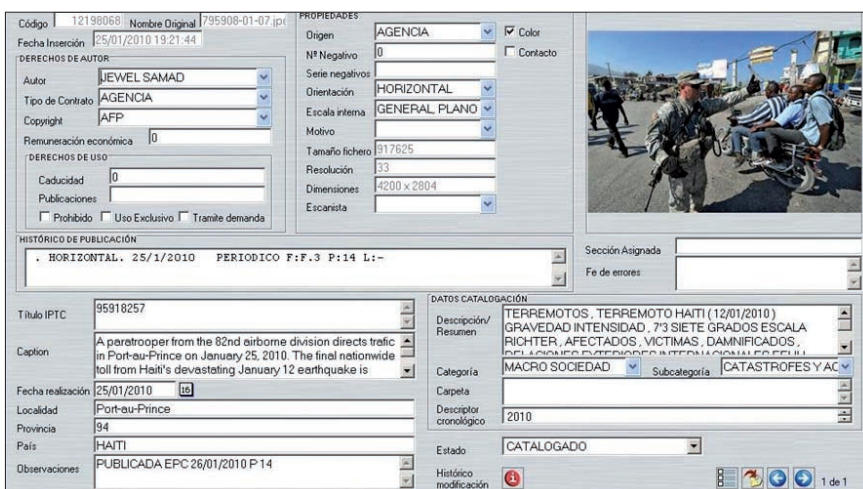 Código 12198068 Nombre Original 795908-01-07.jp
Fecha Inserción 25/01/2010 19:21:44
DERECHOS DE AUTOR
Autor JEWEL SAMAD
Tipo de Contrato AGENCIA
Copyright AFP
Remuneración económica 0
DERECHOS DE USO
Caducidad 0
Publicaciones
Prohibido Uso Exclusivo Tramite demanda
PROPIEDADES
Origen AGENCIA Color
Nº Negativo 0 Contacto
Serie negativos
Orientación HORIZONTAL
Escala interna GENERAL, PLANO
Motivo
Tamaño fichero 917625
Resolución 33
Dimensiones 4200 x 2804
Escanista
HISTÓRICO DE PUBLICACIÓN
. HORIZONTAL. 25/1/2010 PERIODICO F:F.3 P:14 L:-
Sección Asignada
Fe de errores
Título IPTC 95918257
Caption A paratrooper from the 82nd airborne division directs trafic
in Port-au-Prince on January 25, 2010. The final nationwide
toll from Haiti's devastating January 12 earthquake is
Fecha realización 25/01/2010 15
Localidad Port-au-Prince
Provincia 94
País HAITI
Observaciones PUBLICADA EPC 26/01/2010 P 14
DATOS CATALOGACIÓN
Descripción/ Resumen TERREMOTOS , TERREMOTO HAITI ( 12/01/2010 )
GRAVEDAD INTENSIDAD , 7'3 SIETE GRADOS ESCALA
RICHTER , AFECTADOS , VICTIMAS , DAMNIFICADOS ,
RELACIONES EXTERIORES INTERNACIONALES EEUU
Categoría MACRO SOCIEDAD Subcategoría CATASTROFES Y AC
Carpeta
Descriptor cronológico 2010
Estado CATALOGADO
Histórico modificación 1 de 1